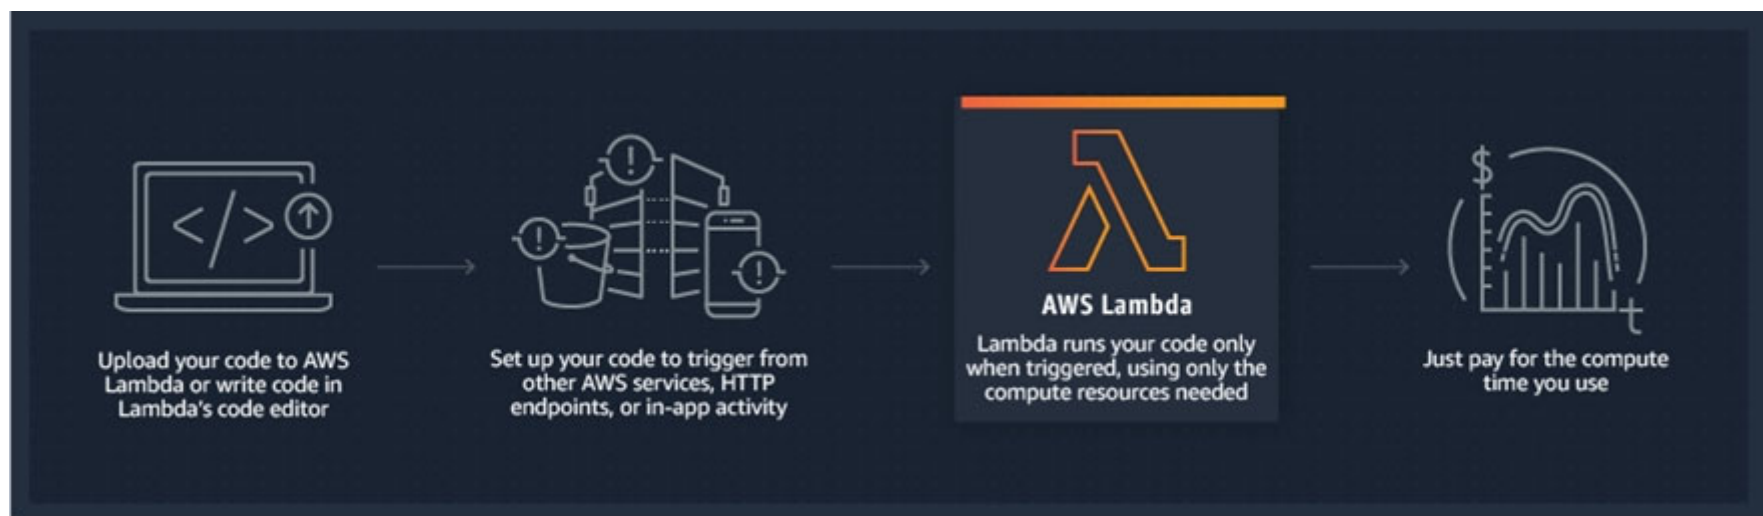 </>
Upload your code to AWS
Lambda or write code in
Lambda's code editor
!
!
!
Set up your code to trigger from
other AWS services, HTTP
endpoints, or in-app activity
AWS Lambda
Lambda runs your code only
when triggered, using only the
compute resources needed
$
t
Just pay for the compute
time you use